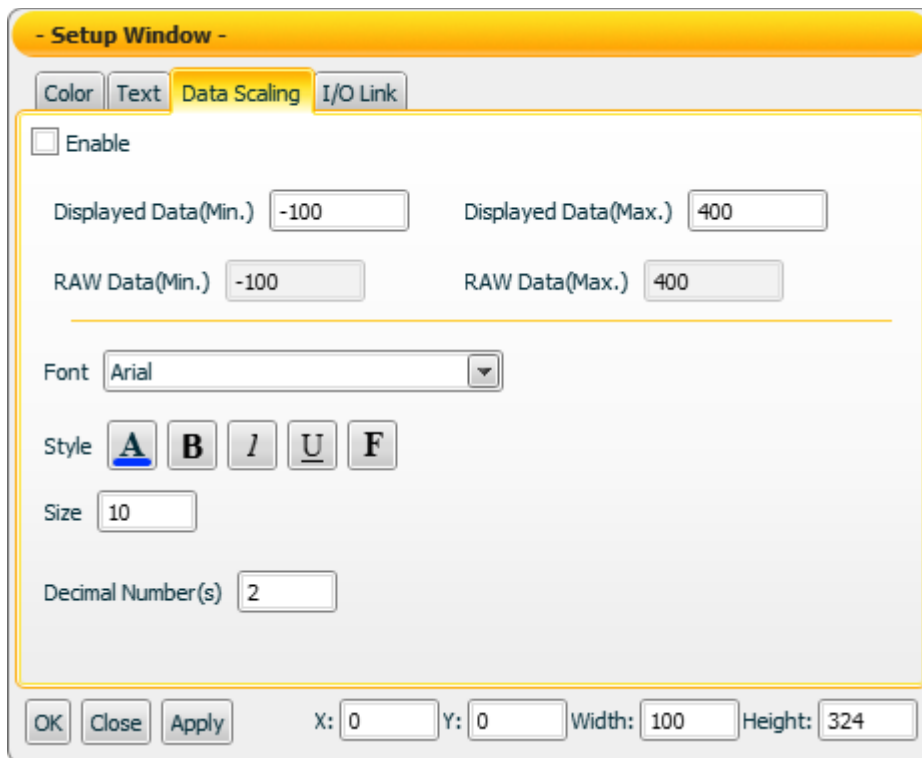 - Setup Window -
Color Text Data Scaling I/O Link
Enable
Displayed Data(Min.) -100 Displayed Data(Max.) 400
RAW Data(Min.) -100 RAW Data(Max.) 400
Font Arial
Style A B I U F
Size 10
Decimal Number(s) 2
OK Close Apply X: 0 Y: 0 Width: 100 Height: 324